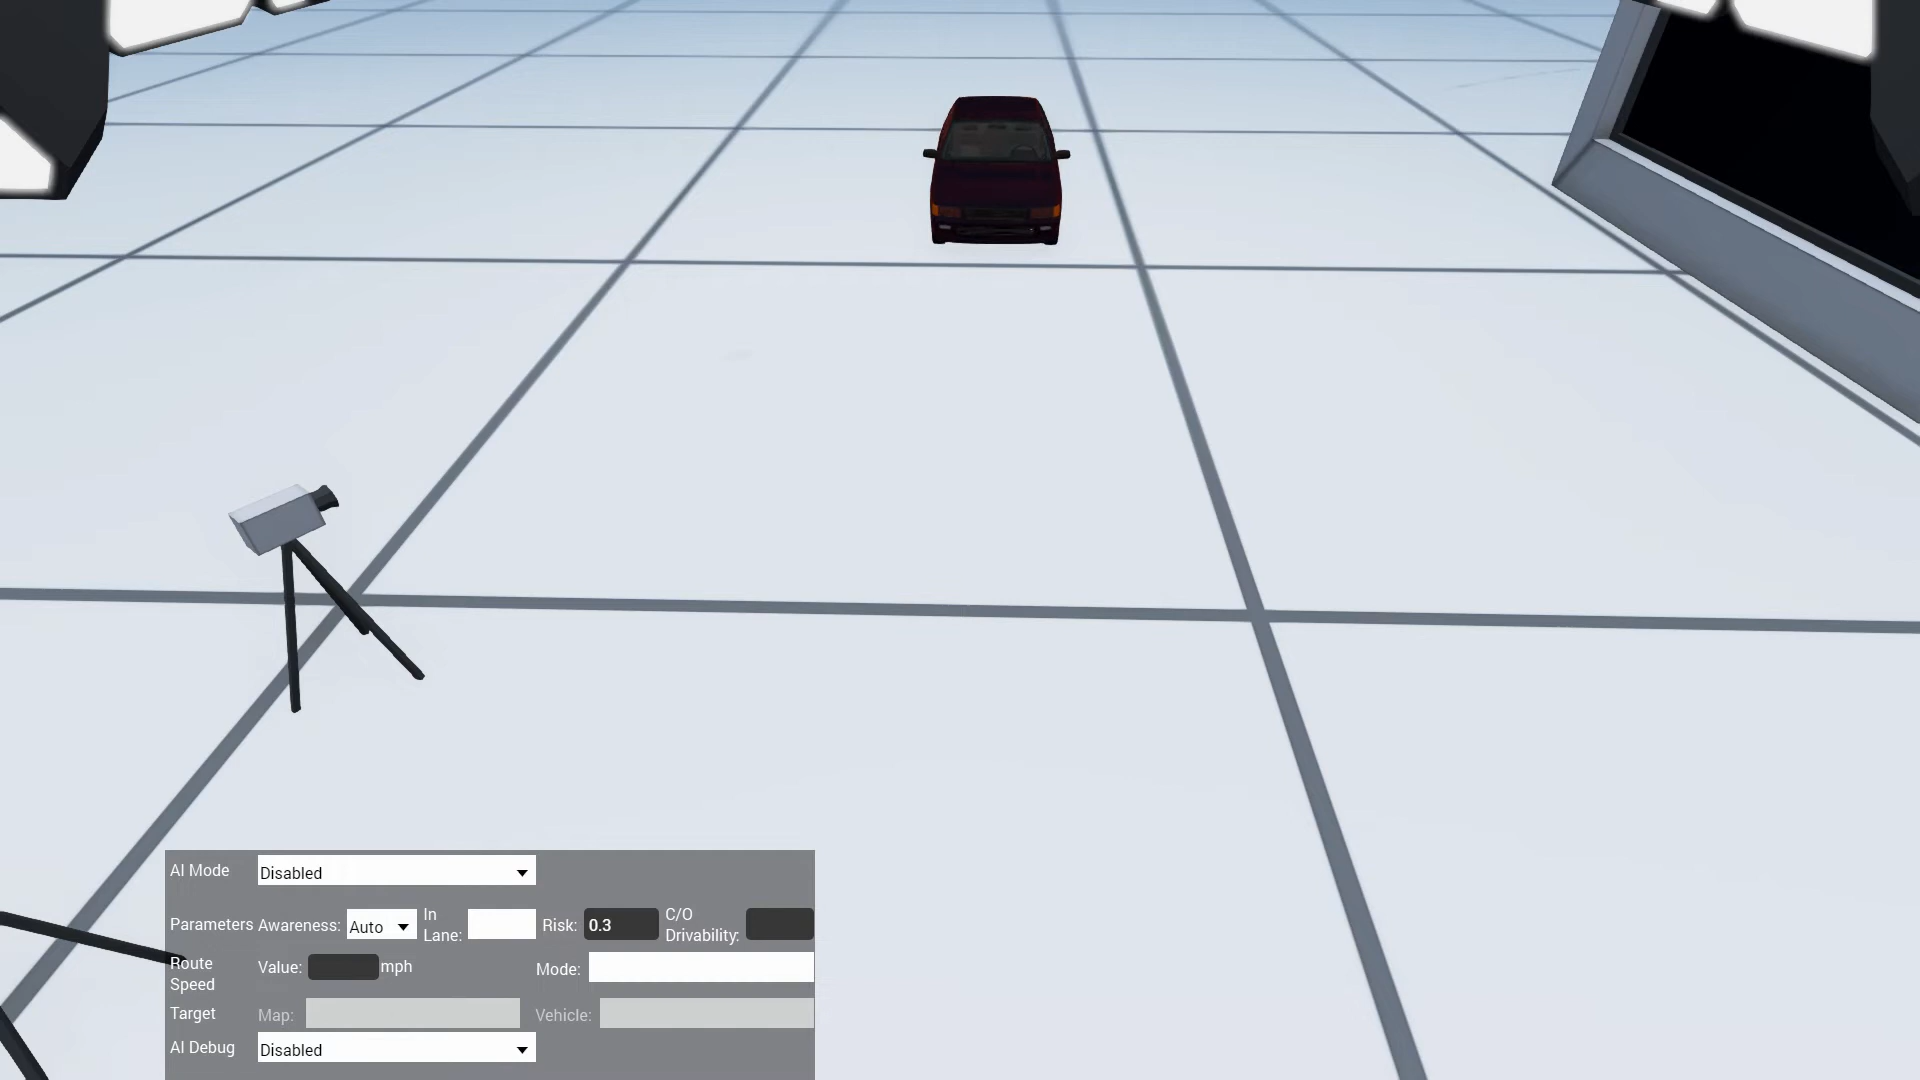 AI Mode Disabled
Parameters Awareness: Auto In Lane: Risk: 0.3 C/O Drivability:
Route Speed Value: mph Mode:
Target Map: Vehicle:
AI Debug Disabled